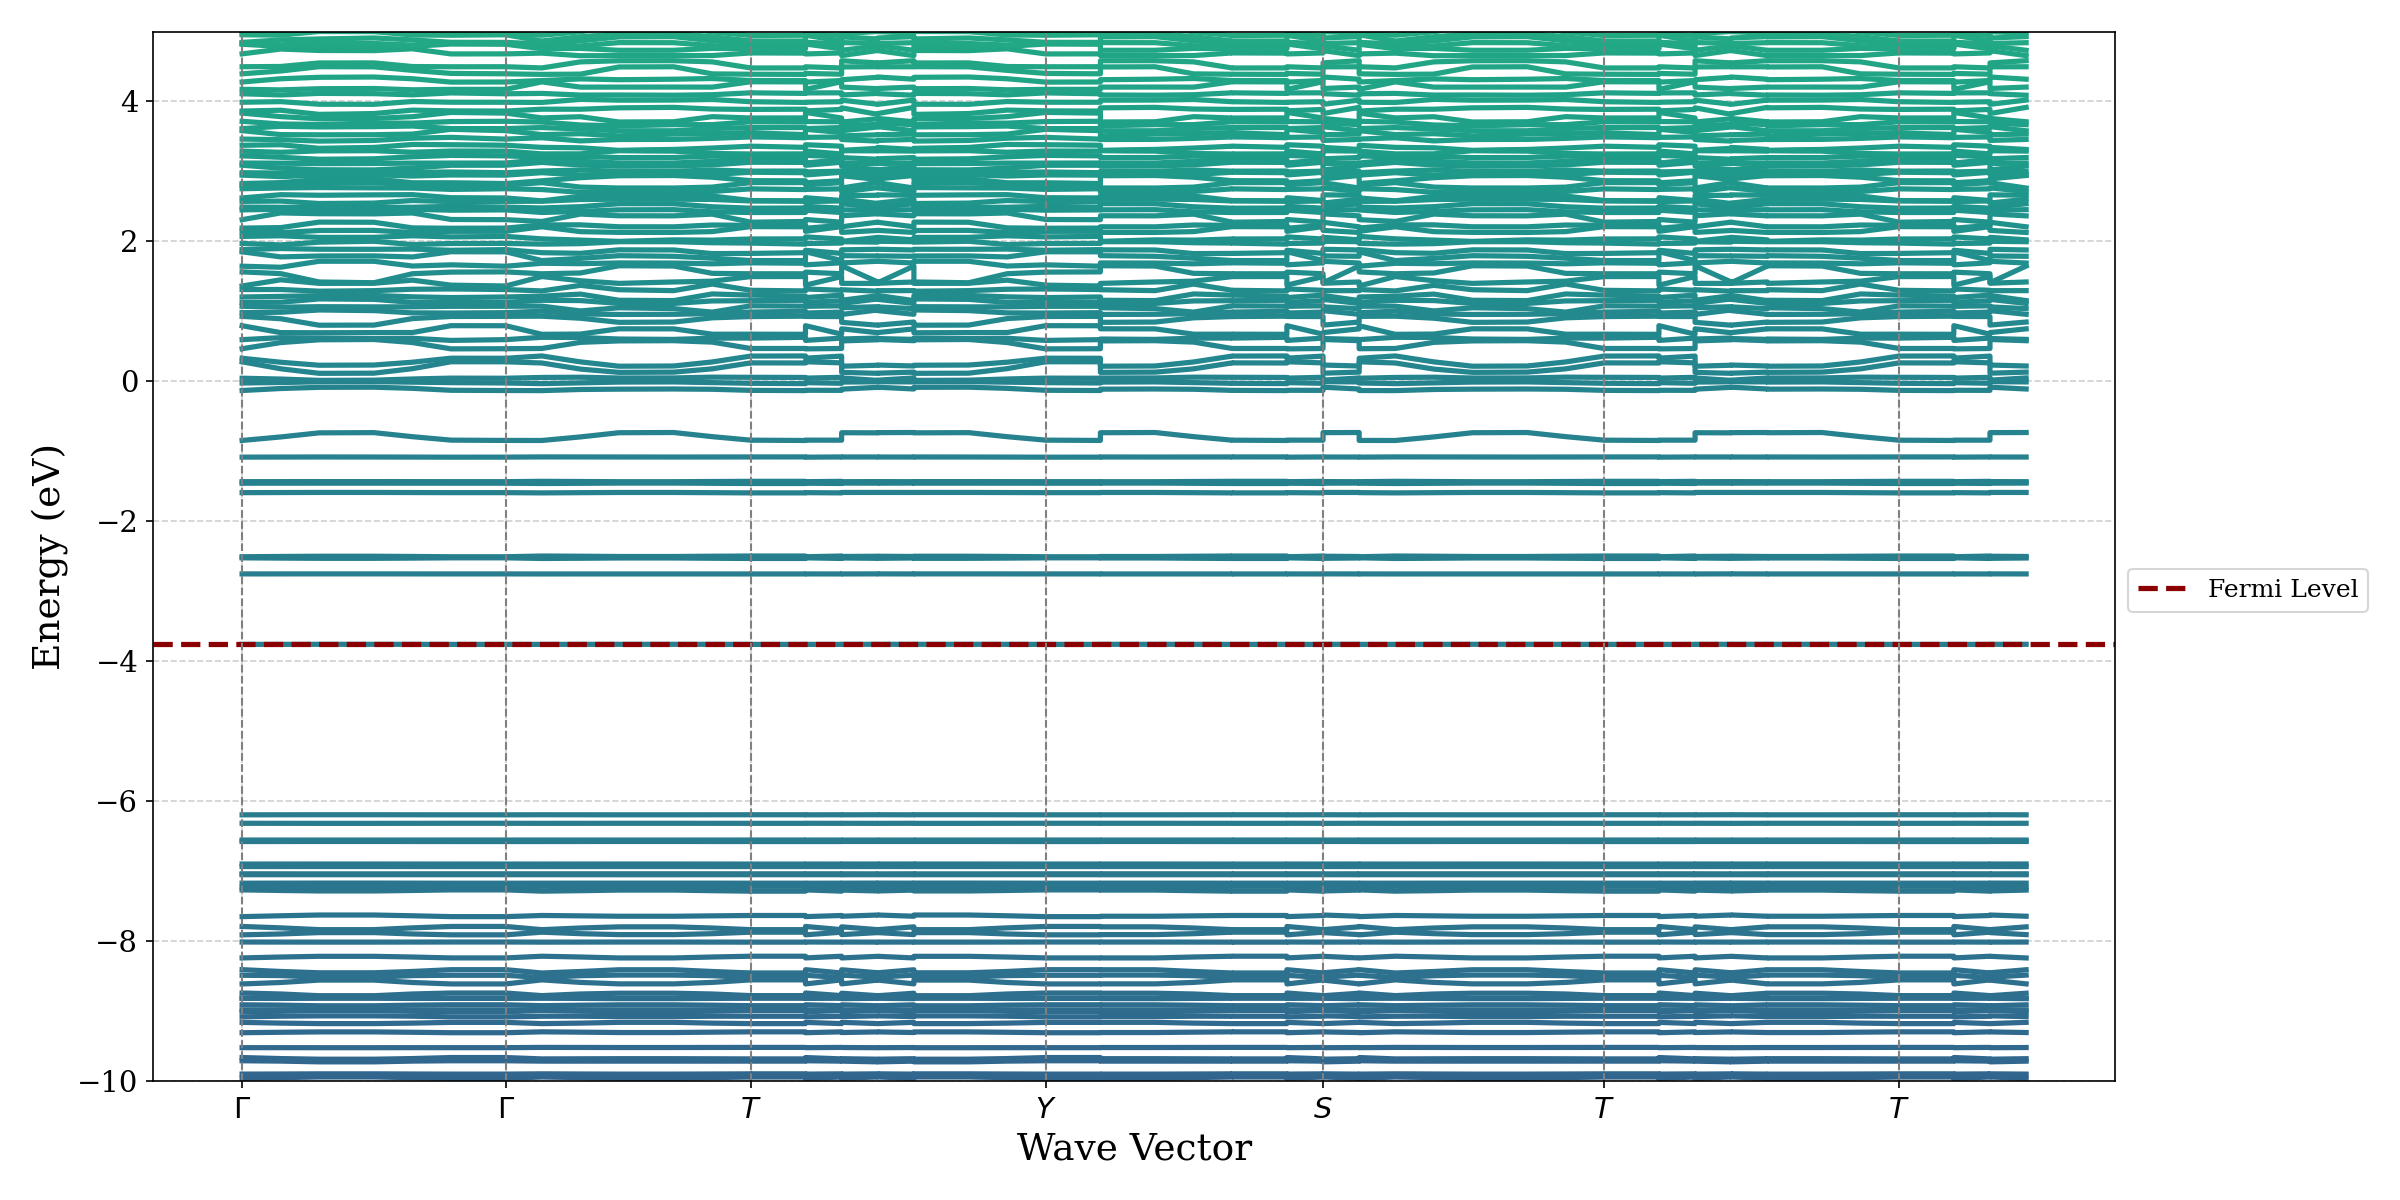 4
2
0
−2
−4
−6
−8
−10
Energy (eV)
Γ Γ T Y S T T
Wave Vector
Fermi Level